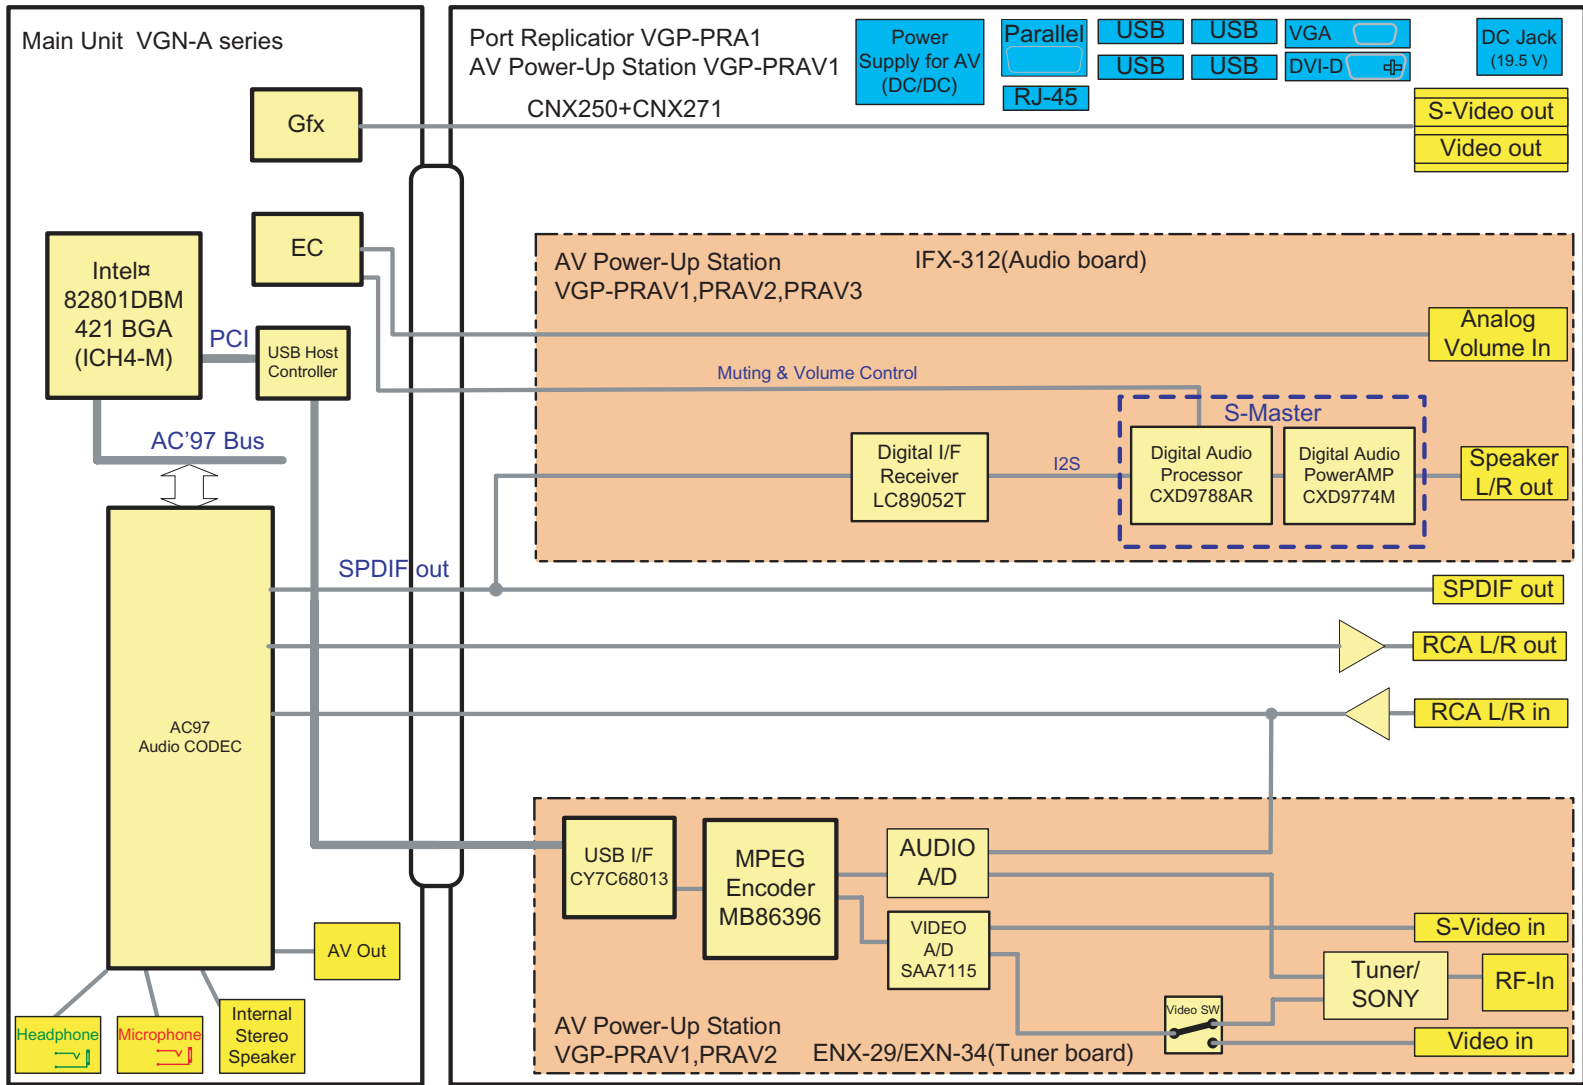 Main Unit VGN-A series
Port Replicatior VGP-PRA1
AV Power-Up Station VGP-PRAV1
CNX250+CNX271
Power
Supply for AV
(DC/DC)
Parallel
RJ-45
USB
USB
USB
USB
VGA
DVI-D
DC Jack
(19.5 V)
S-Video out
Video out
Gfx
EC
Intel¤
82801DBM
421 BGA
(ICH4-M)
PCI
USB Host
Controller
AC'97 Bus
AV Power-Up Station
VGP-PRAV1,PRAV2,PRAV3
IFX-312(Audio board)
Analog
Volume In
Muting & Volume Control
S-Master
Digital I/F
Receiver
LC89052T
I2S
Digital Audio
Processor
CXD9788AR
Digital Audio
PowerAMP
CXD9774M
Speaker
L/R out
SPDIF out
SPDIF out
RCA L/R out
RCA L/R in
AC97
Audio CODEC
USB I/F
CY7C68013
MPEG
Encoder
MB86396
AUDIO
A/D
VIDEO
A/D
SAA7115
S-Video in
Tuner/
SONY
RF-In
Video SW
Video in
AV Out
Headphone
Microphone
Internal
Stereo
Speaker
AV Power-Up Station
VGP-PRAV1,PRAV2
ENX-29/EXN-34(Tuner board)